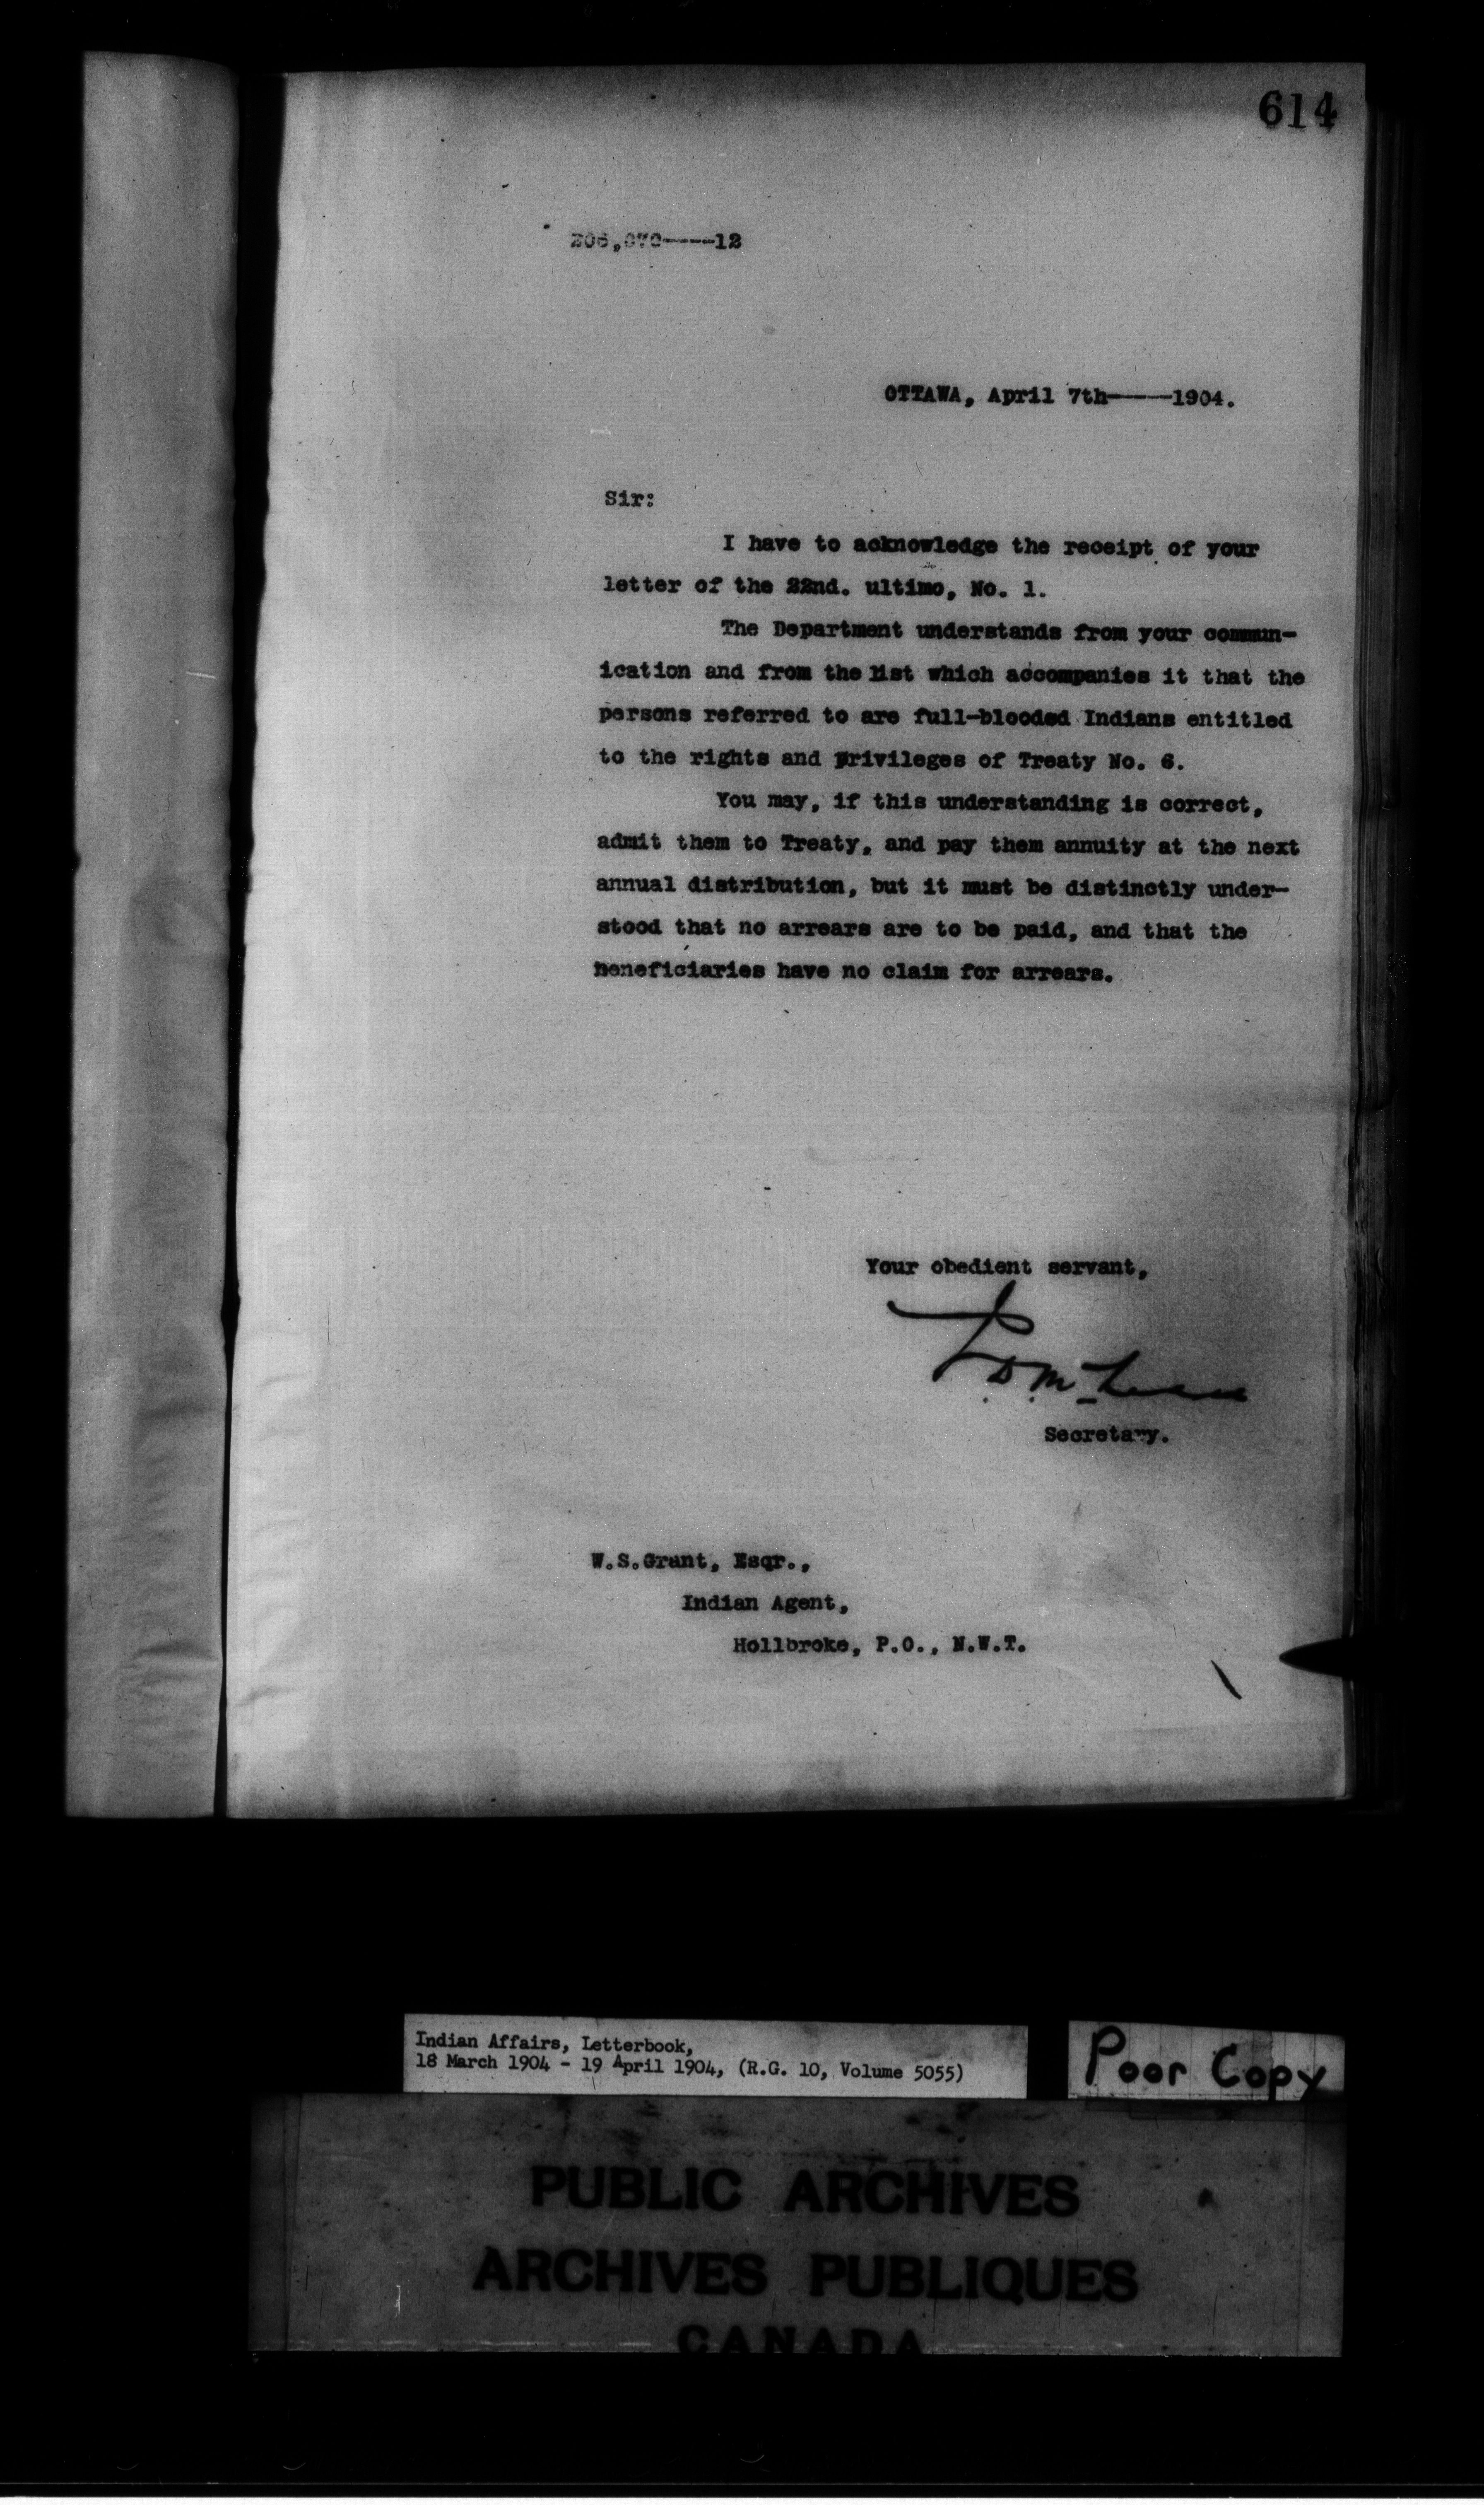 614
206,070----12
OTTAWA, April 7th----1904.
Sir:
I have to acknowledge the receipt of your
letter of the 22nd. ultimo, No. 1.
The Department understands from your commun-
ication and from the list which accompanies it that the
persons referred to are full-blooded Indians entitled
to the rights and privileges of Treaty No. 6.
You may, if this understanding is correct,
admit them to Treaty, and pay them annuity at the next
annual distribution, but it must be distinctly under-
stood that no arrears are to be paid, and that the
beneficiaries have no claim for arrears.
Your obedient servant,
Secretary.
W.S.Grant, Esqr.,
Indian Agent,
Hollbroke, P.O., N.W.T.
Indian Affairs, Letterbook,
18 March 1904 - 19 April 1904, (R.G. 10, Volume 5055)
Poor Copy
PUBLIC ARCHIVES
ARCHIVES PUBLIQUES
CANADA